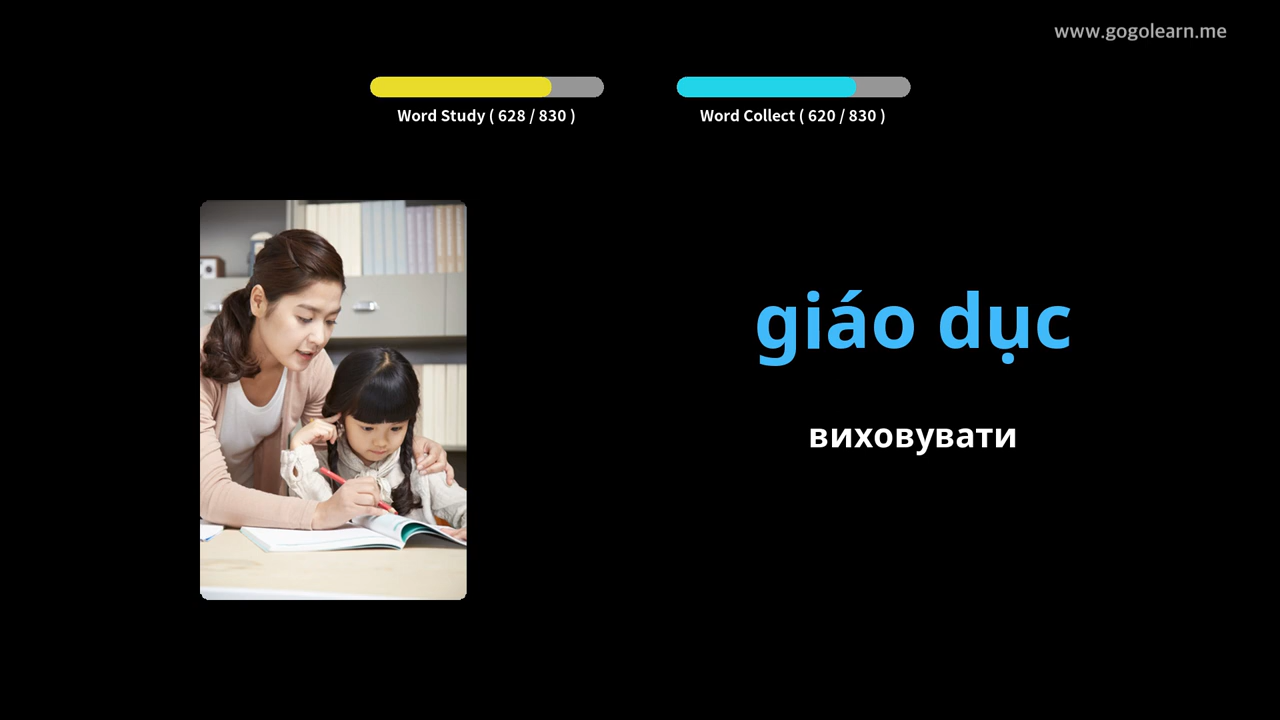 www.gogolearn.me
Word Study ( 628 / 830 )
Word Collect ( 620 / 830 )
giáo dục
виховувати